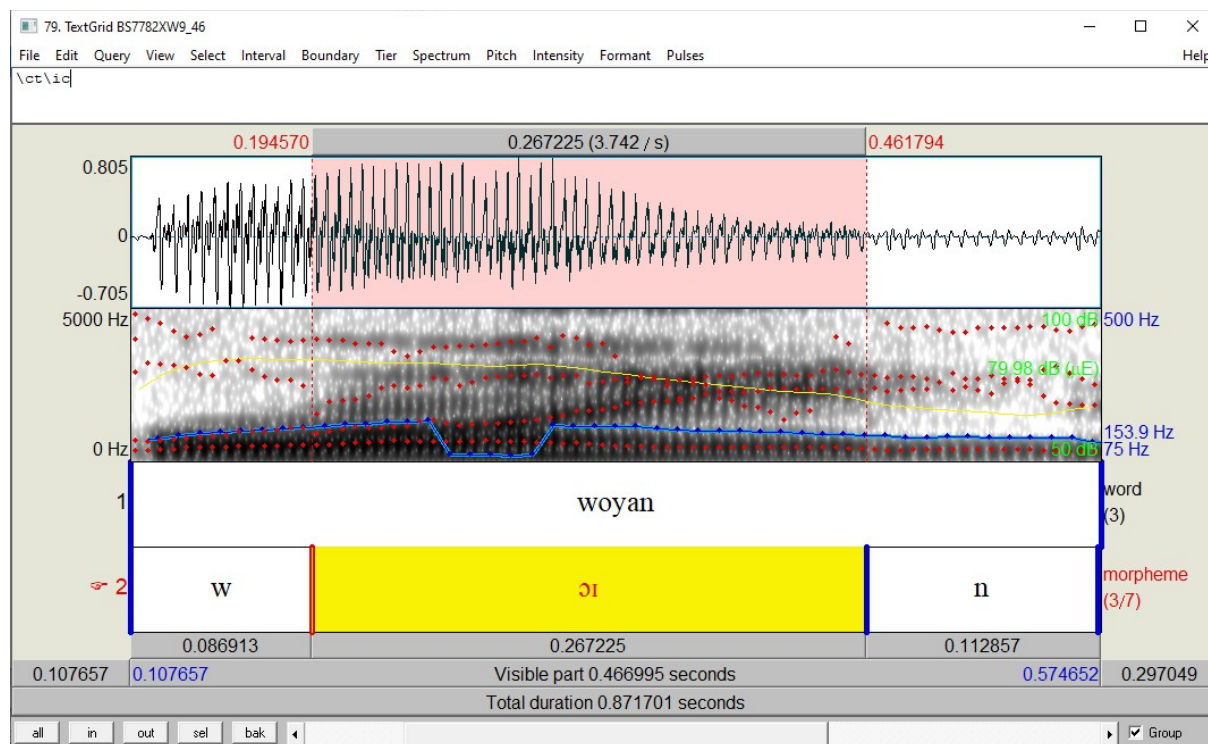 79. TextGrid BS7782XW9_46
File Edit Query View Select Interval Boundary Tier Spectrum Pitch Intensity Formant Pulses Help
\ct\ic
0.194570 0.267225 (3.742 / s) 0.461794
0.805
0
-0.705
5000 Hz 100 dB 500 Hz
79.98 dB (µE)
153.9 Hz
0 Hz 50 dB 75 Hz
1 woyan word
(3)
☞ 2 w ɔɪ n morpheme
(3/7)
0.086913 0.267225 0.112857
0.107657 0.107657 Visible part 0.466995 seconds 0.574652 0.297049
Total duration 0.871701 seconds
all in out sel bak Group